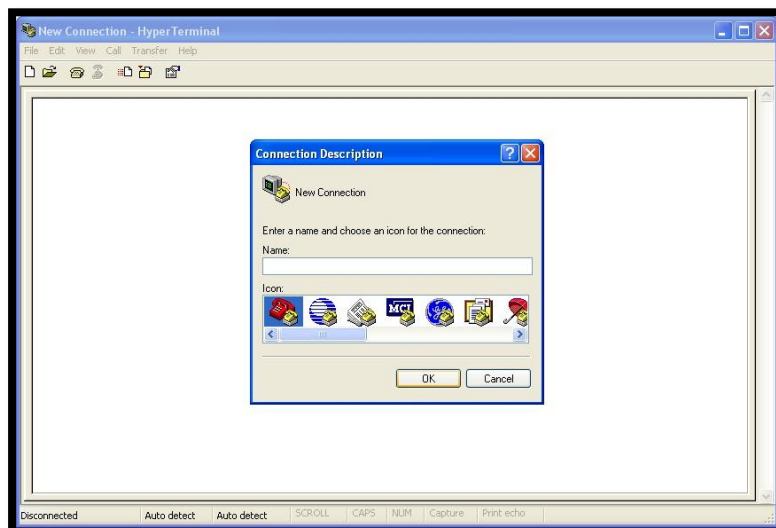 New Connection - HyperTerminal
File Edit View Call Transfer Help
Connection Description
New Connection
Enter a name and choose an icon for the connection:
Name:
Icon:
MCI
OK Cancel
Disconnected Auto detect Auto detect SCROLL CAPS NUM Capture Print echo